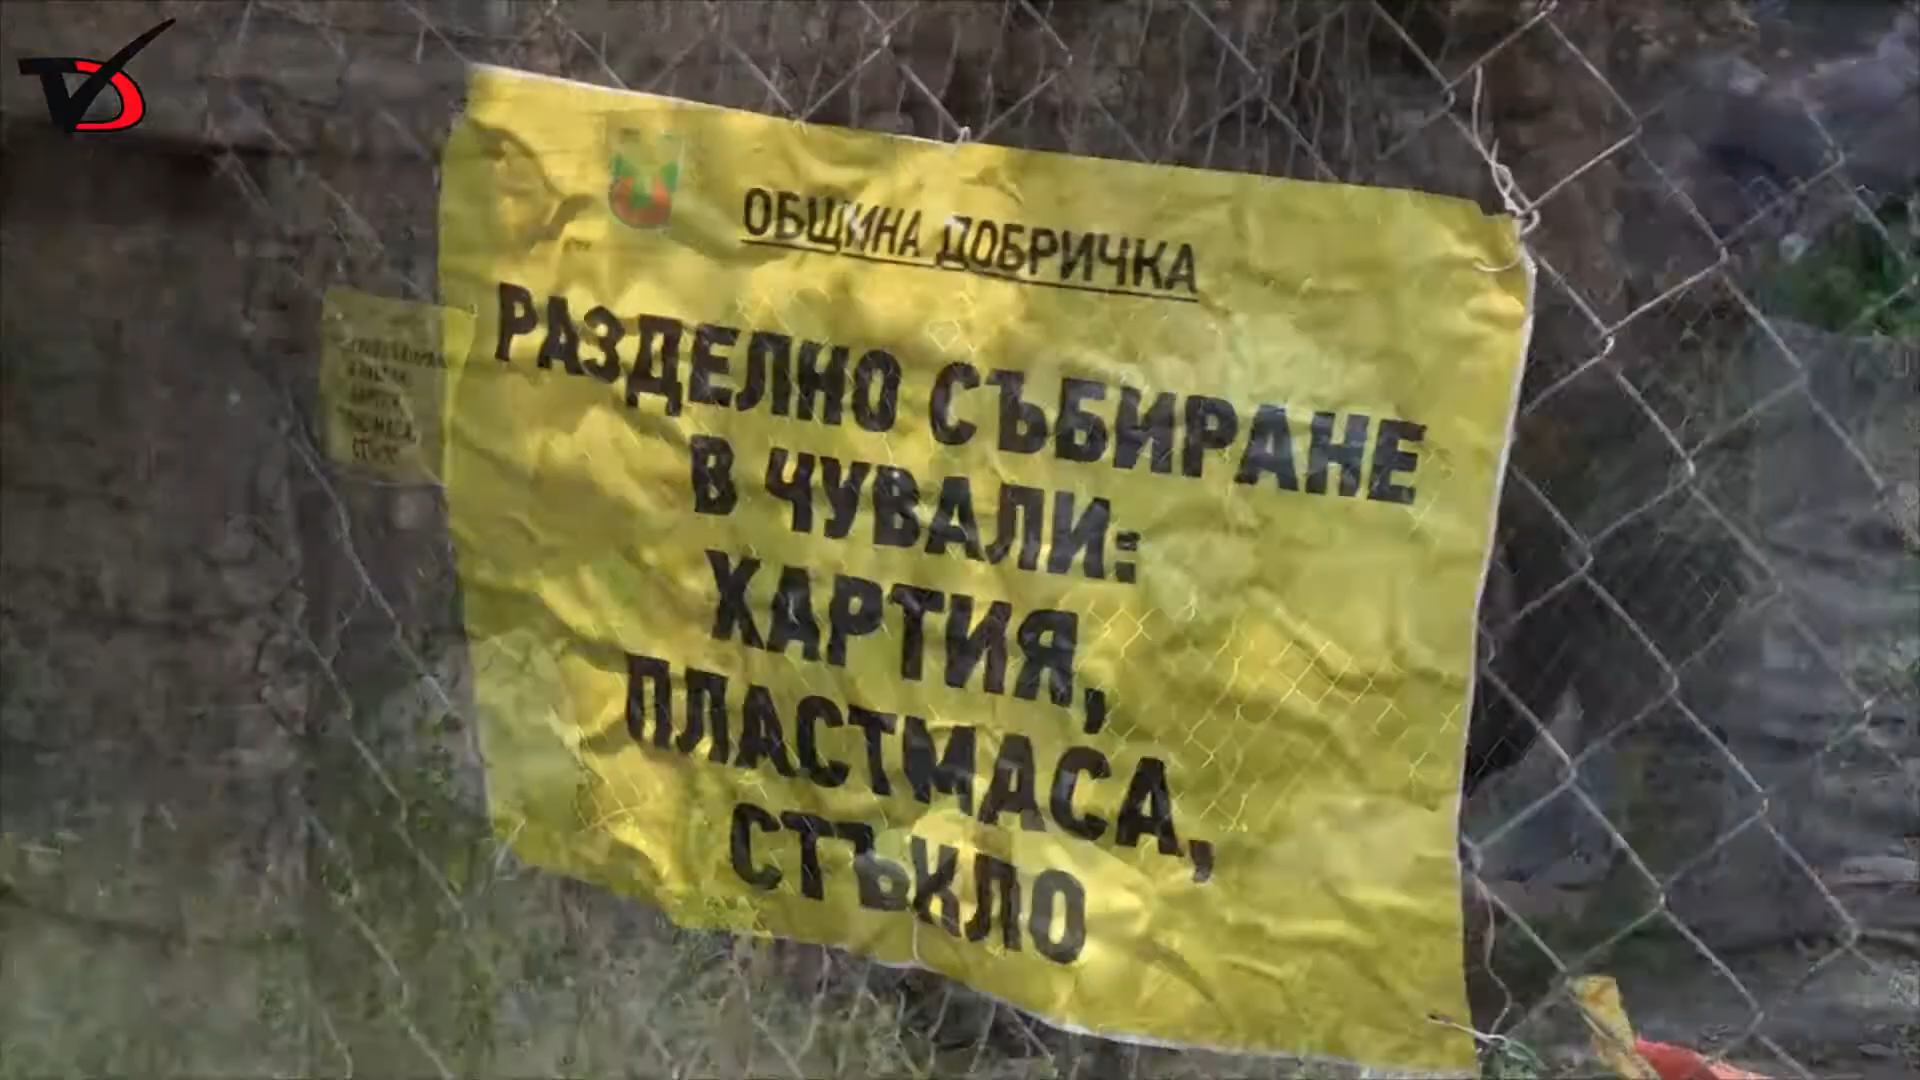 ОБЩИНА ДОБРИЧКА
РАЗДЕЛНО СЪБИРАНЕ
В ЧУВАЛИ:
ХАРТИЯ,
ПЛАСТМАСА,
СТЪКЛО